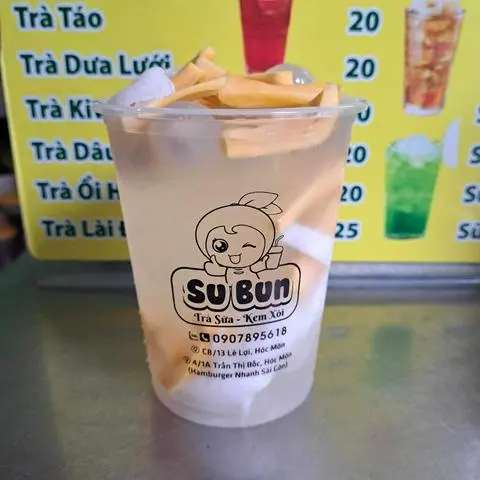 Trà Táo 20
Trà Dưa Lưới 20
Trà
Trà Dâu 20
Trà Ổi
Trà Lài 25
Su Bun
Trà Sữa - Kem Xôi
0907895618
C8/13 Lê Lợi, Hóc Môn
4/1A Trần Thị Bốc, Hóc Môn
(Hamburger Nhanh Sài Gòn)